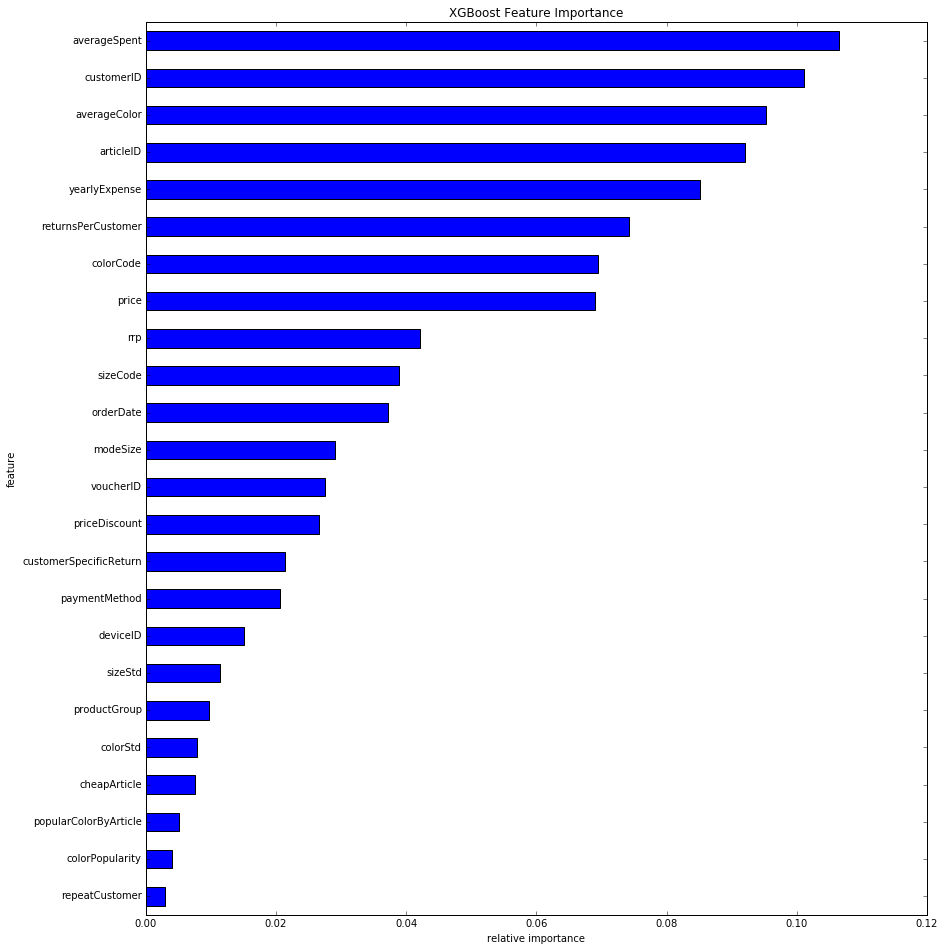 XGBoost Feature Importance
averageSpent
customerID
averageColor
articleID
yearlyExpense
returnsPerCustomer
colorCode
price
rrp
sizeCode
orderDate
modeSize
voucherID
priceDiscount
customerSpecificReturn
paymentMethod
deviceID
sizeStd
productGroup
colorStd
cheapArticle
popularColorByArticle
colorPopularity
repeatCustomer
feature
0.00 0.02 0.04 0.06 0.08 0.10 0.12
relative importance